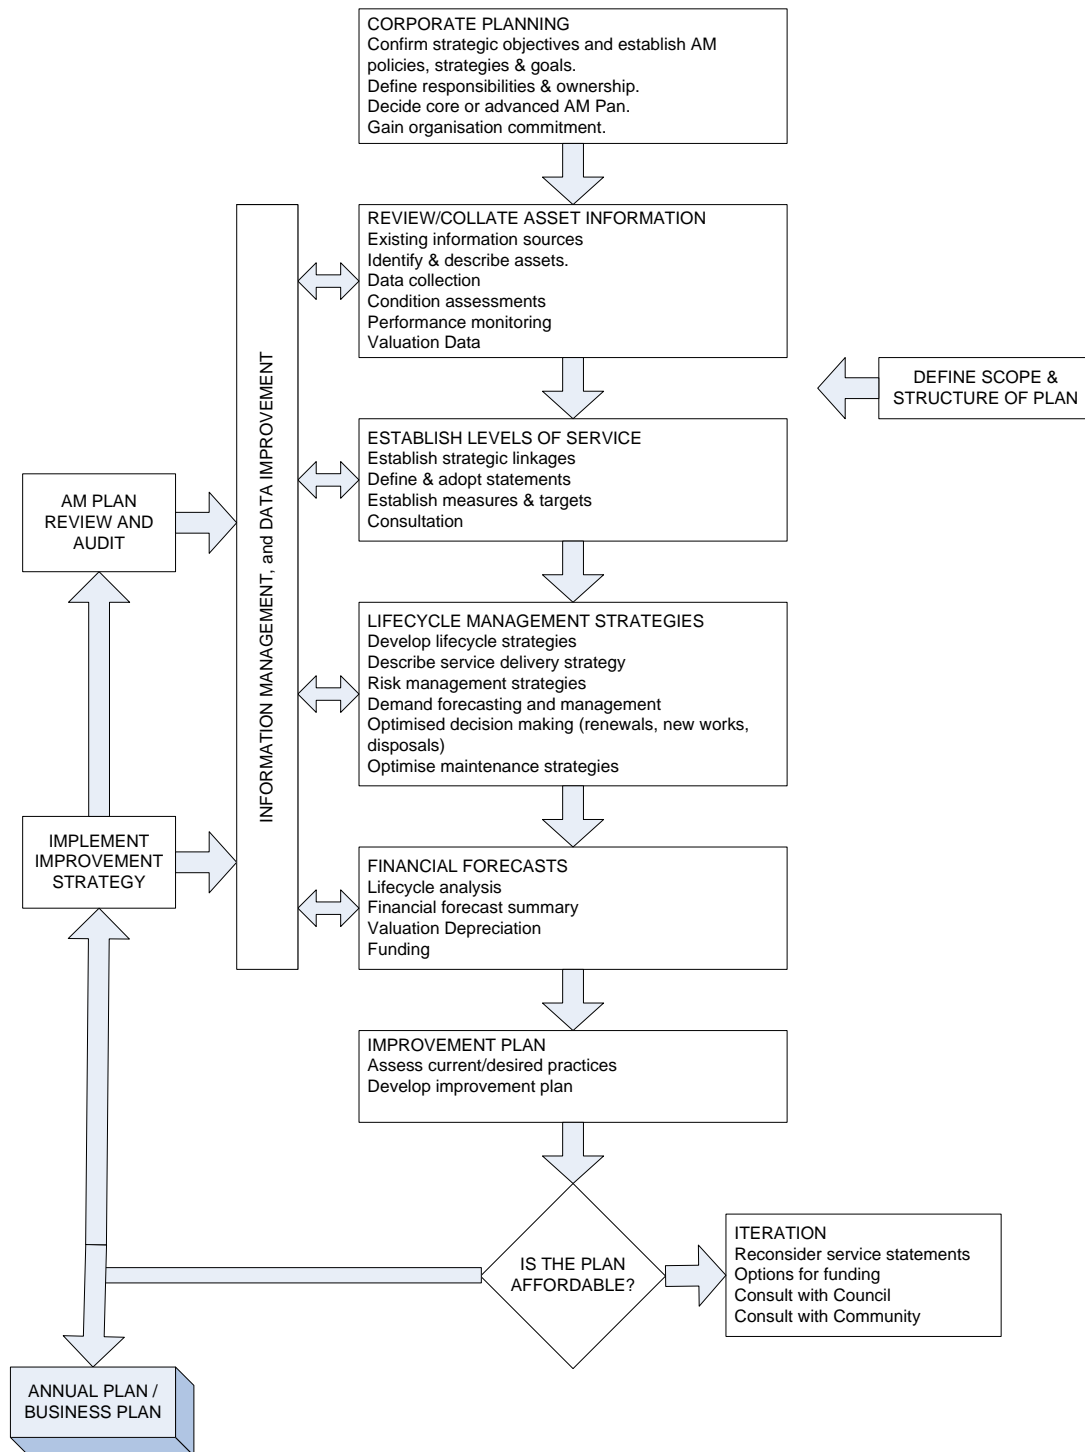 CORPORATE PLANNING
Confirm strategic objectives and establish AM
policies, strategies & goals.
Define responsibilities & ownership.
Decide core or advanced AM Pan.
Gain organisation commitment.
REVIEW/COLLATE ASSET INFORMATION
Existing information sources
Identify & describe assets.
Data collection
Condition assessments
Performance monitoring
Valuation Data
DEFINE SCOPE &
STRUCTURE OF PLAN
INFORMATION MANAGEMENT, and DATA IMPROVEMENT
ESTABLISH LEVELS OF SERVICE
Establish strategic linkages
Define & adopt statements
Establish measures & targets
Consultation
AM PLAN
REVIEW AND
AUDIT
LIFECYCLE MANAGEMENT STRATEGIES
Develop lifecycle strategies
Describe service delivery strategy
Risk management strategies
Demand forecasting and management
Optimised decision making (renewals, new works,
disposals)
Optimise maintenance strategies
IMPLEMENT
IMPROVEMENT
STRATEGY
FINANCIAL FORECASTS
Lifecycle analysis
Financial forecast summary
Valuation Depreciation
Funding
IMPROVEMENT PLAN
Assess current/desired practices
Develop improvement plan
IS THE PLAN
AFFORDABLE?
ITERATION
Reconsider service statements
Options for funding
Consult with Council
Consult with Community
ANNUAL PLAN /
BUSINESS PLAN